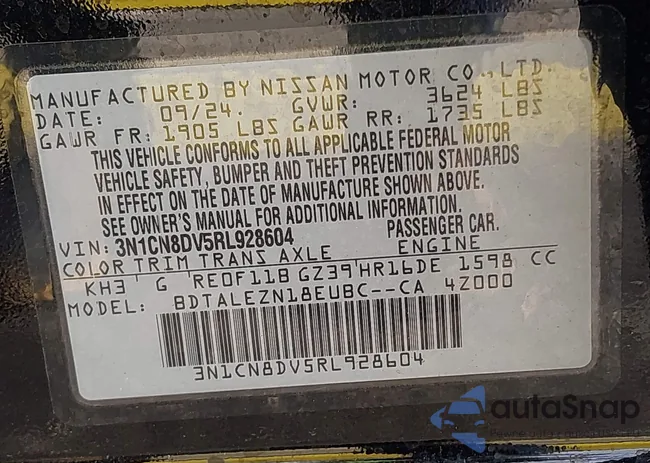 MANUFACTURED BY NISSAN MOTOR CO.,LTD.
DATE: 09/24. GVWR: 3624 LBS
GAWR FR: 1905 LBS GAWR RR: 1735 LBS
THIS VEHICLE CONFORMS TO ALL APPLICABLE FEDERAL MOTOR
VEHICLE SAFETY, BUMPER AND THEFT PREVENTION STANDARDS
IN EFFECT ON THE DATE OF MANUFACTURE SHOWN ABOVE.
SEE OWNER'S MANUAL FOR ADDITIONAL INFORMATION.
VIN: 3N1CN8DV5RL928604 PASSENGER CAR.
COLOR TRIM TRANS AXLE ENGINE
KH3 G RE0F11B GZ39 HR16DE 1598 CC
MODEL: BDTALEZN18EUBC--CA 4Z000
3N1CN8DV5RL928604
autaSnap